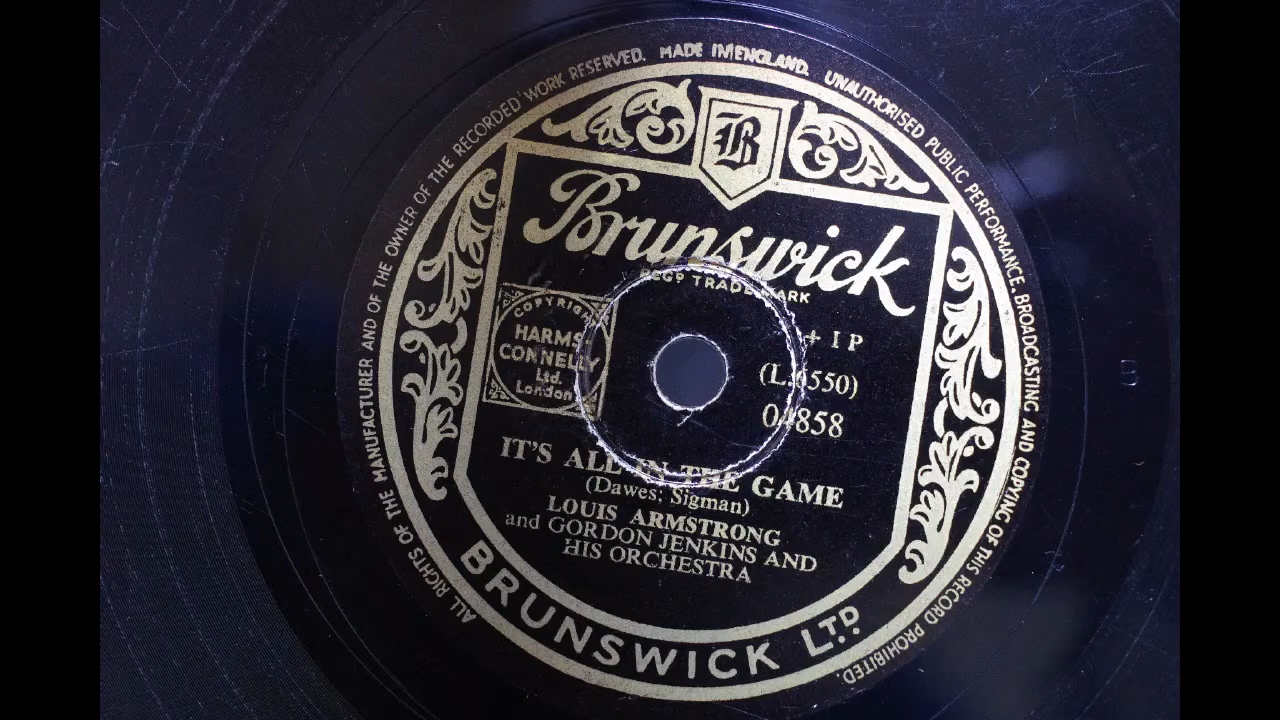 ALL RIGHTS OF THE MANUFACTURER AND OF THE OWNER OF THE RECORDED WORK RESERVED. MADE IN ENGLAND. UNAUTHORISED PUBLIC PERFORMANCE, BROADCASTING AND COPYING OF THIS RECORD PROHIBITED.
B
Brunswick
REGD TRADE MARK
COPYRIGHT
HARMS
CONNELLY
Ltd.
London
+ I P
(L.6550)
04858
IT'S ALL IN THE GAME
(Dawes; Sigman)
LOUIS ARMSTRONG
and GORDON JENKINS AND
HIS ORCHESTRA
BRUNSWICK LTD.